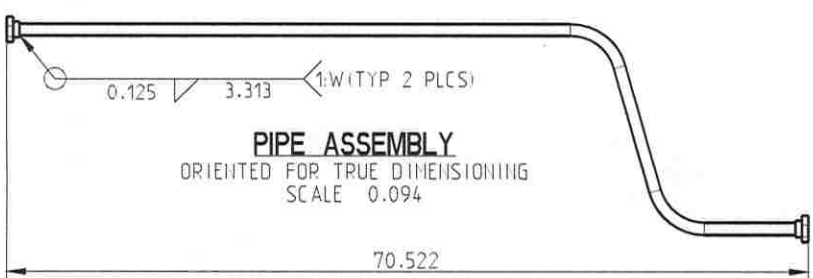 0.125 3.313 1:W(TYP 2 PLCS)
PIPE ASSEMBLY
ORIENTED FOR TRUE DIMENSIONING
SCALE 0.094
70.522